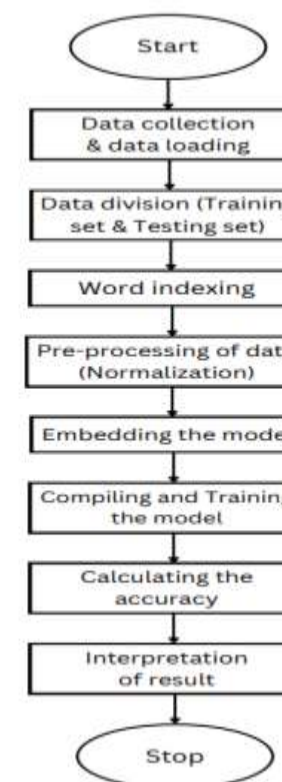 Start
Data collection
& data loading
Data division (Trainin
set & Testing set)
Word indexing
Pre-processing of dat
(Normalization)
Embedding the mode
Compiling and Training
the model
Calculating the
accuracy
Interpretation
of result
Stop